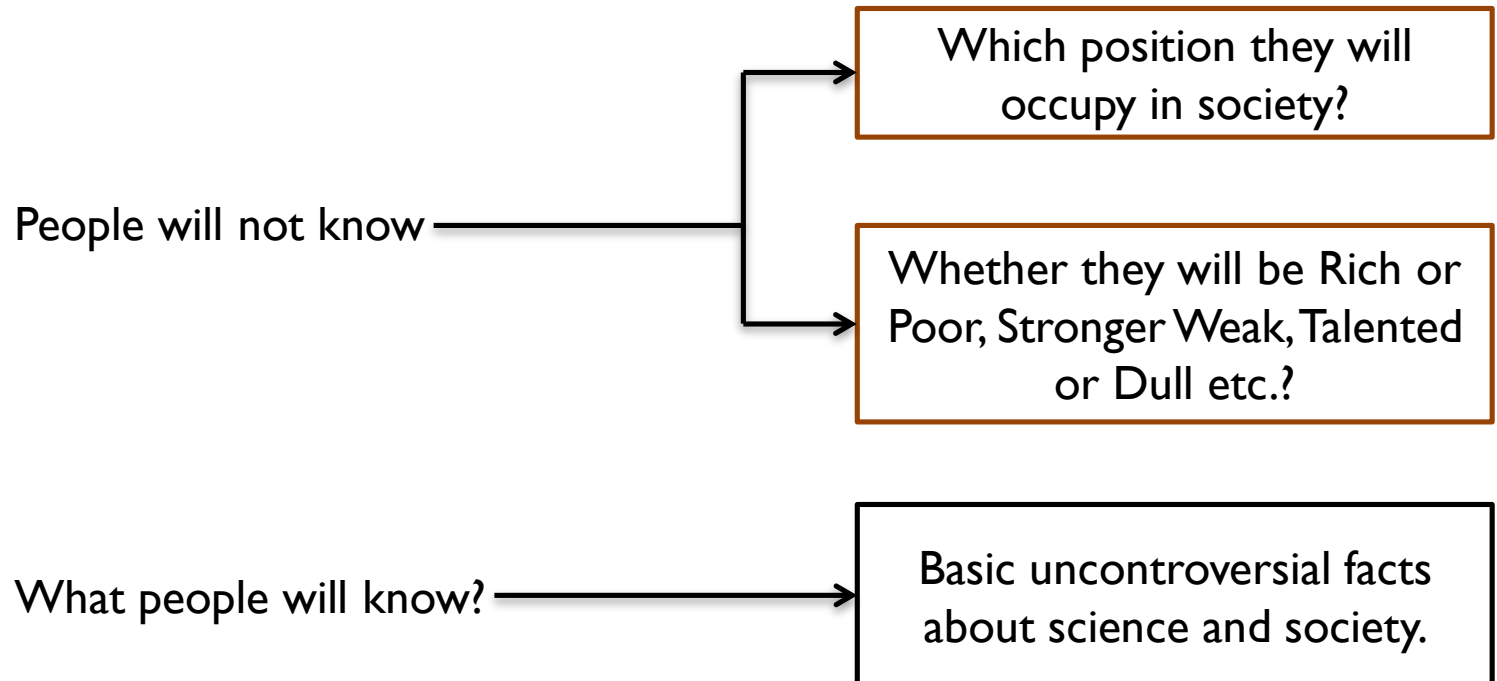 Which position they will
occupy in society?
People will not know
Whether they will be Rich or
Poor, Stronger Weak, Talented
or Dull etc.?
What people will know?
Basic uncontroversial facts
about science and society.